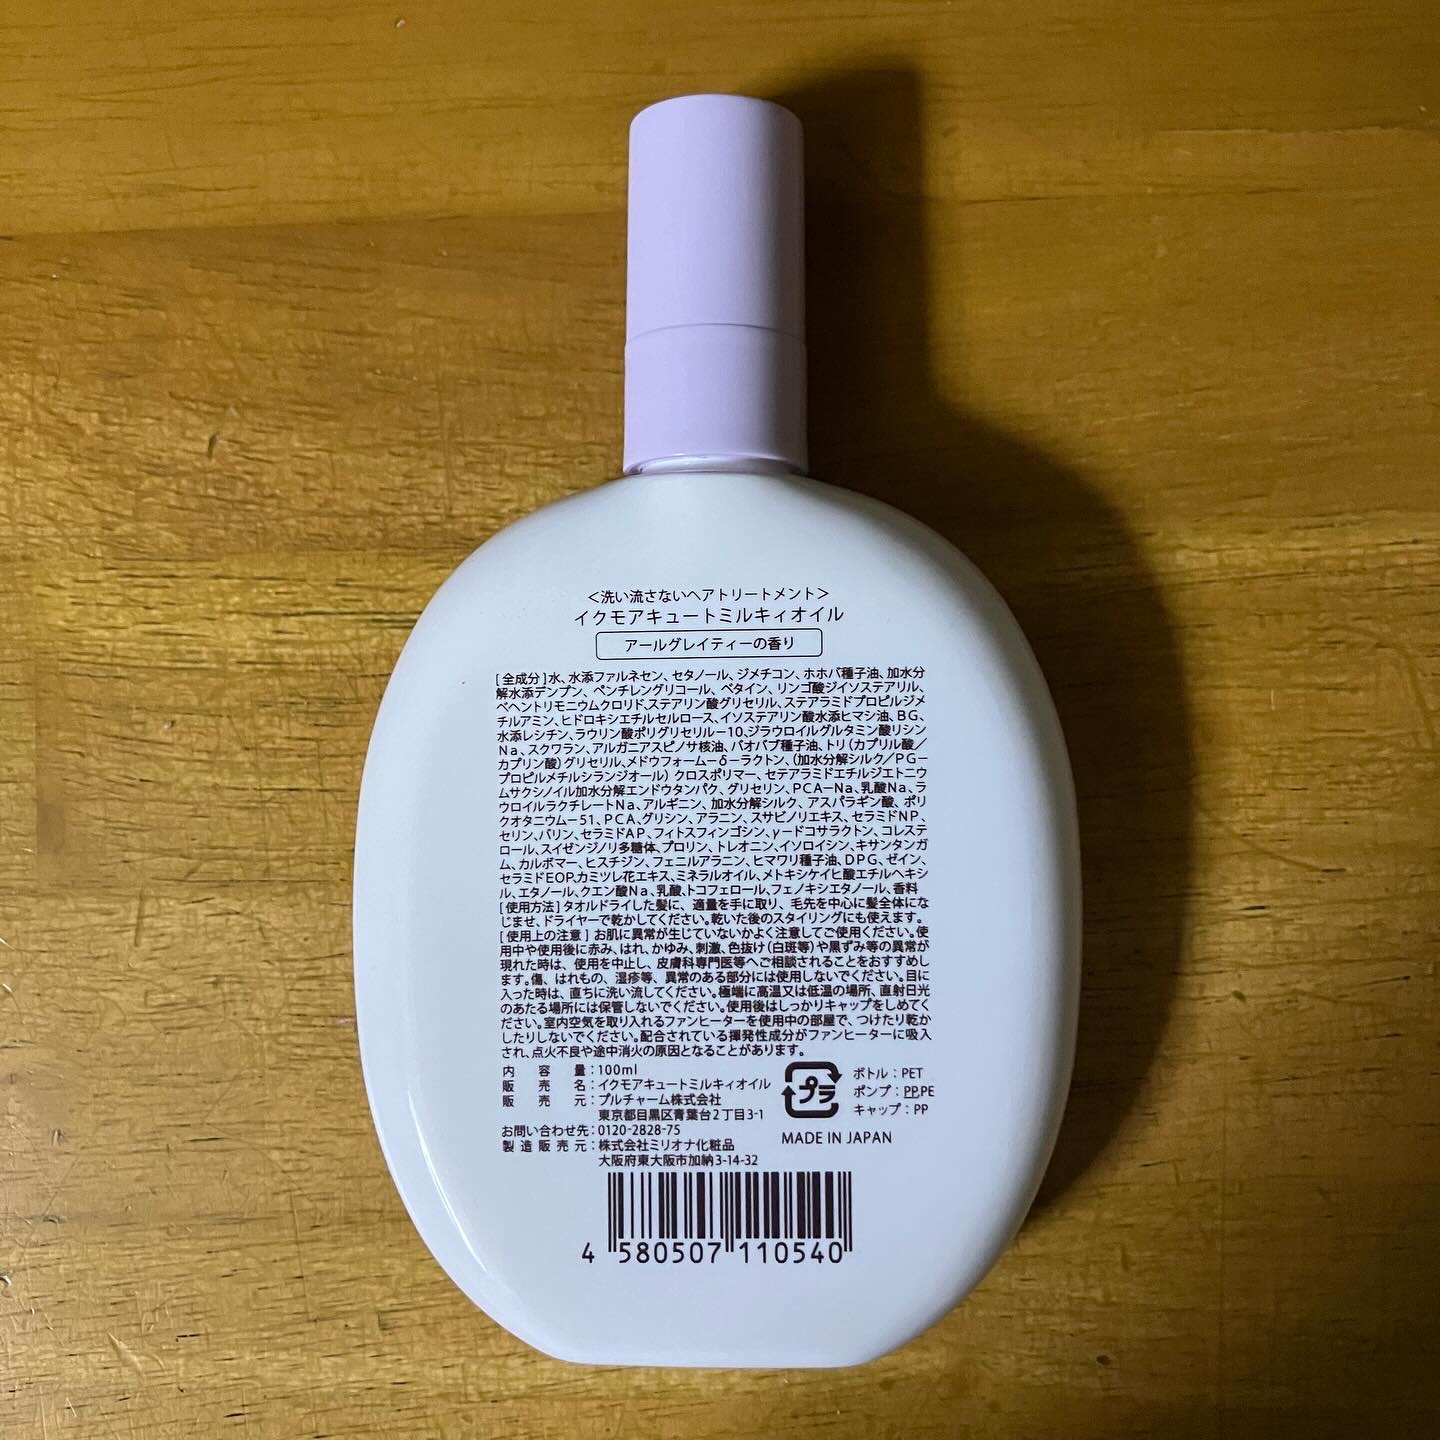 ＜洗い流さないヘアトリートメント＞
イクモアキュートミルキィオイル
アールグレイティーの香り
[全成分]水、水添ファルネセン、セタノール、ジメチコン、ホホバ種子油、加水分
解水添デンプン、ペンチレングリコール、ベタイン、リンゴ酸ジイソステアリル、
ベヘントリモニウムクロリド、ステアリン酸グリセリル、ステアラミドプロピルジメ
チルアミン、ヒドロキシエチルセルロース、イソステアリン酸水添ヒマシ油、BG、
水添レシチン、ラウリン酸ポリグリセリル－10、ジラウロイルグルタミン酸リシン
Na、スクワラン、アルガニアスピノサ核油、バオバブ種子油、トリ(カプリル酸／
カプリン酸)グリセリル、メドウフォーム－δ－ラクトン、(加水分解シルク／PG－
プロピルメチルシランジオール)クロスポリマー、セテアラミドエチルジエトニウ
ムサクシノイル加水分解エンドウタンパク、グリセリン、PCA－Na、乳酸Na、ラ
ウロイルラクチレートNa、アルギニン、加水分解シルク、アスパラギン酸、ポリ
クオタニウム－51、PCA、グリシン、アラニン、スサビノリエキス、セラミドNP、
セリン、バリン、セラミドAP、フィトスフィンゴシン、γ－ドコサラクトン、コレステ
ロール、スイゼンジノリ多糖体、プロリン、トレオニン、イソロイシン、キサンタンガ
ム、カルボマー、ヒスチジン、フェニルアラニン、ヒマワリ種子油、DPG、ゼイン、
セラミドEOP、カミツレ花エキス、ミネラルオイル、メトキシケイヒ酸エチルヘキシ
ル、エタノール、クエン酸Na、乳酸、トコフェロール、フェノキシエタノール、香料
[使用方法]タオルドライした髪に、適量を手に取り、毛先を中心に髪全体にな
じませ、ドライヤーで乾かしてください。乾いた後のスタイリングにも使えます。
[使用上の注意]お肌に異常が生じていないかよく注意してご使用ください。使
用中や使用後に赤み、はれ、かゆみ、刺激、色抜け(白斑等)や黒ずみ等の異常が
現れた時は、使用を中止し、皮膚科専門医等へご相談されることをおすすめし
ます。傷、はれもの、湿疹等、異常のある部分には使用しないでください。目に
入った時は、直ちに洗い流してください。極端に高温又は低温の場所、直射日光
のあたる場所には保管しないでください。使用後はしっかりキャップをしめてく
ださい。室内空気を取り入れるファンヒーターを使用中の部屋で、つけたり乾か
したりしないでください。配合されている揮発性成分がファンヒーターに吸入
され、点火不良や途中消火の原因となることがあります。
内容量：100ml
販売名：イクモアキュートミルキィオイル
販売元：プルチャーム株式会社
東京都目黒区青葉台2丁目3-1
お問い合わせ先：0120-2828-75
製造販売元：株式会社ミリオナ化粧品
大阪府東大阪市加納3-14-32
プラ
ボトル：PET
ポンプ：PP,PE
キャップ：PP
MADE IN JAPAN
4 580507 110540